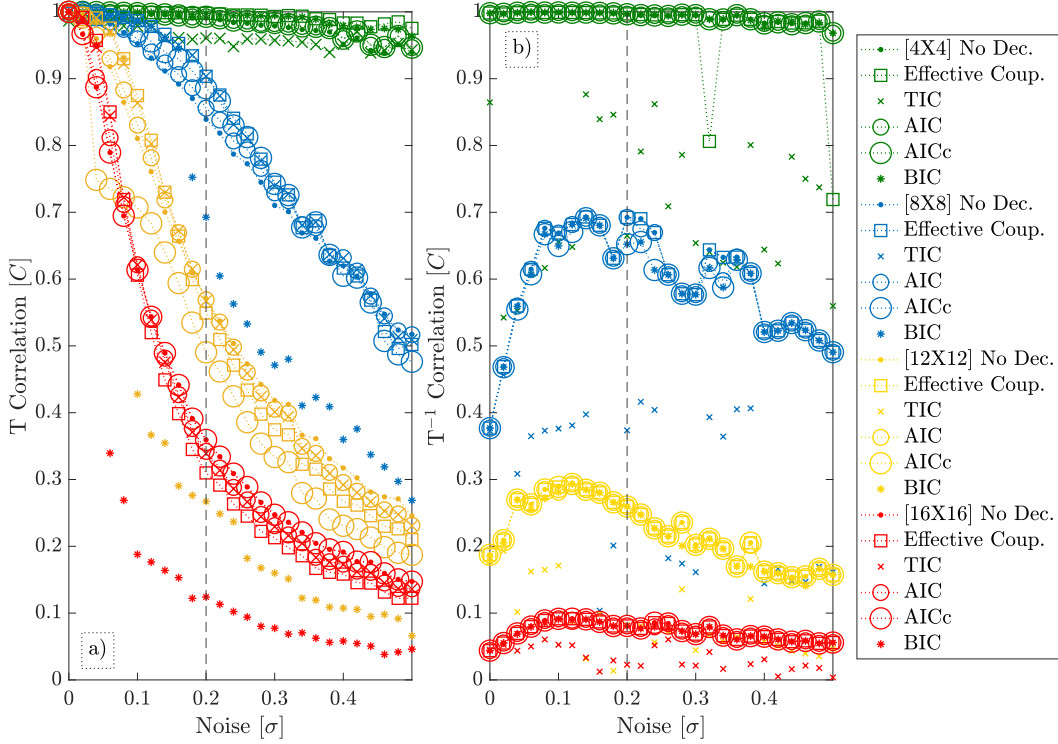 1
0.9
0.8
0.7
0.6
0.5
0.4
0.3
0.2
0.1
0
T Correlation [C]
0
0.1
0.2
0.3
0.4
Noise [σ]
a)
1
0.9
0.8
0.7
0.6
0.5
0.4
0.3
0.2
0.1
0
T⁻¹ Correlation [C]
0
0.1
0.2
0.3
0.4
0.5
Noise [σ]
b)
[4X4] No Dec.
Effective Coup.
TIC
AIC
AICc
BIC
[8X8] No Dec.
Effective Coup.
TIC
AIC
AICc
BIC
[12X12] No Dec.
Effective Coup.
TIC
AIC
AICc
BIC
[16X16] No Dec.
Effective Coup.
TIC
AIC
AICc
BIC